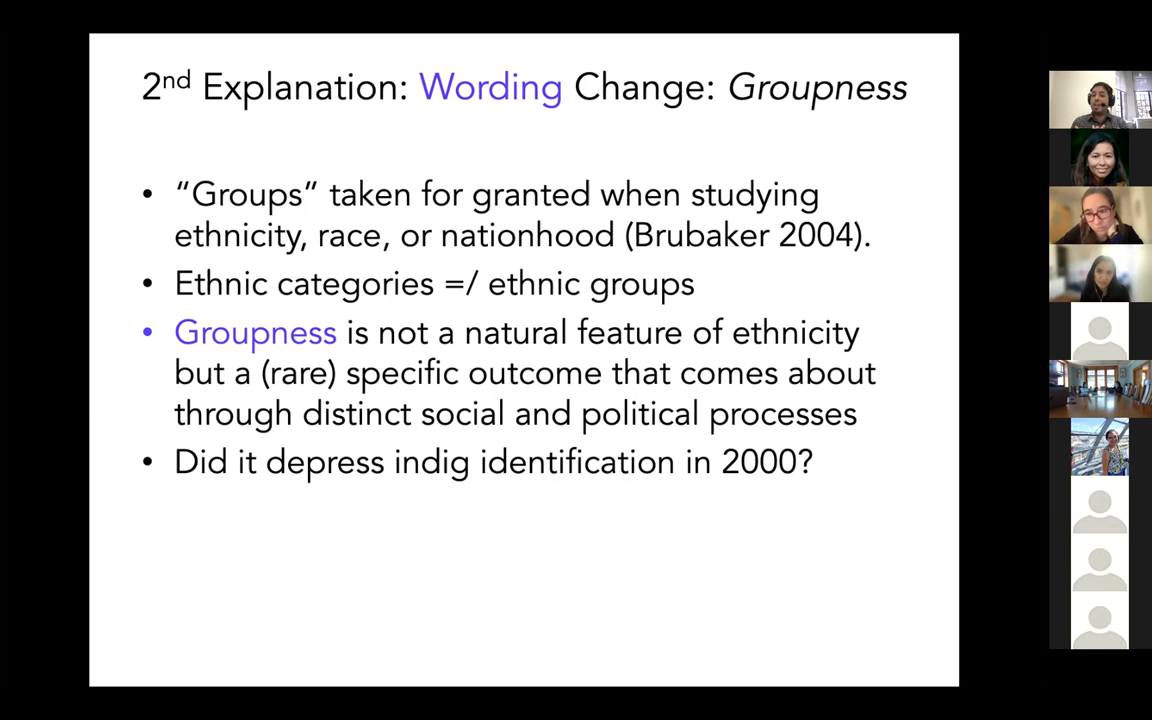 2nd Explanation: Wording Change: Groupness
• “Groups” taken for granted when studying
ethnicity, race, or nationhood (Brubaker 2004).
• Ethnic categories =/ ethnic groups
• Groupness is not a natural feature of ethnicity
but a (rare) specific outcome that comes about
through distinct social and political processes
• Did it depress indig identification in 2000?